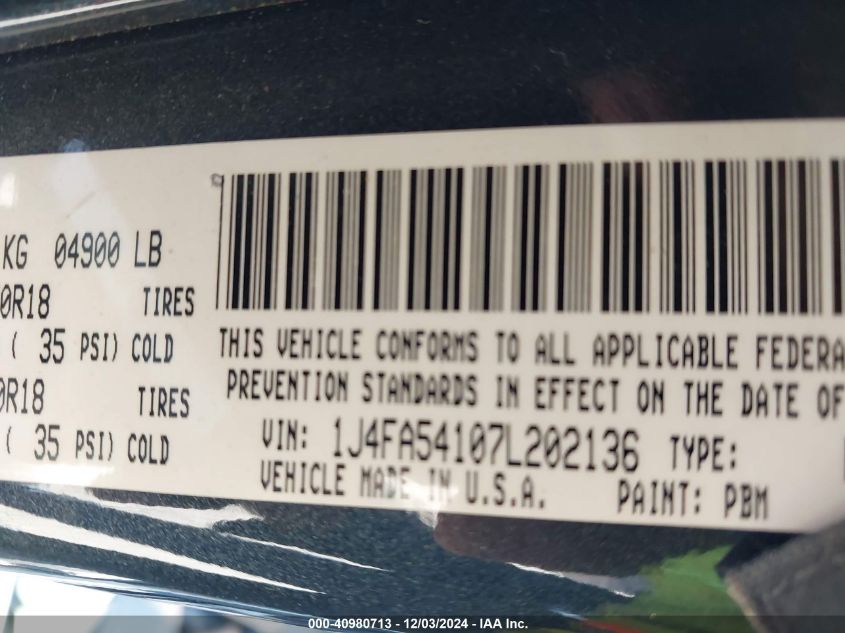 KG 04900 LB
0R18 TIRES
( 35 PSI) COLD
0R18 TIRES
( 35 PSI) COLD
THIS VEHICLE CONFORMS TO ALL APPLICABLE FEDERA
PREVENTION STANDARDS IN EFFECT ON THE DATE OF
VIN: 1J4FA54107L202136 TYPE:
VEHICLE MADE IN U.S.A. PAINT: PBM
000-40980713 - 12/03/2024 - IAA Inc.